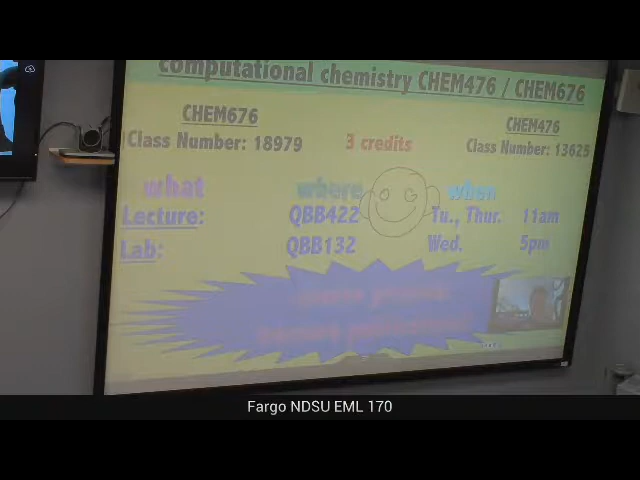 computational chemistry CHEM476 / CHEM676
CHEM676
CHEM476
Class Number: 18979
3 credits
Class Number: 13625
what
where
when
Lecture:
QBB422
Tu., Thur.
11am
Lab:
QBB132
Wed.
5pm
Fargo NDSU EML 170